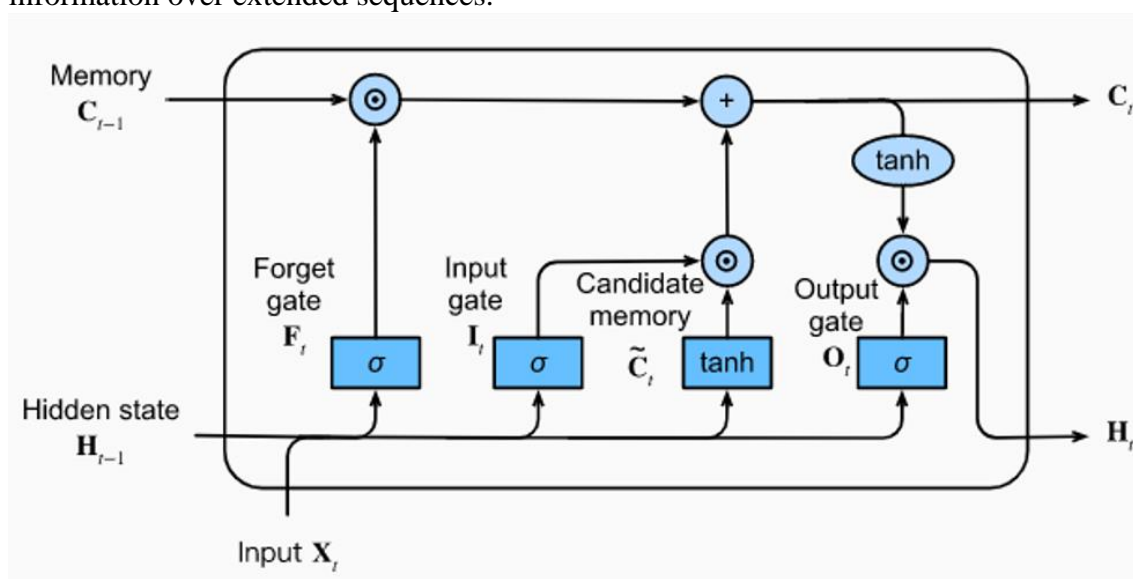 information over extended sequences.
Memory
C_{t-1}
⊙
+
C_t
tanh
Forget
gate
F_t
Input
gate
I_t
⊙
Candidate
memory
C̃_t
Output
gate
O_t
⊙
σ
σ
tanh
σ
Hidden state
H_{t-1}
H_t
Input X_t